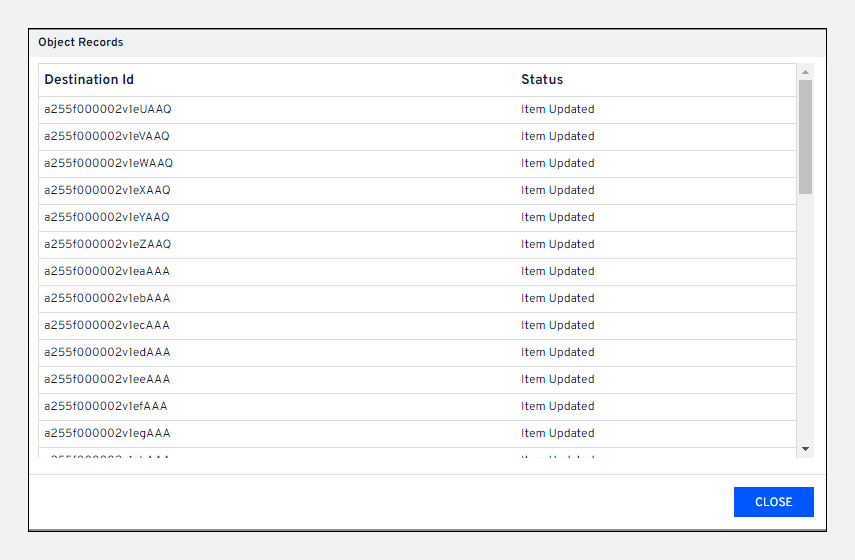 Object Records
Destination Id Status
a255f000002v1eUAAQ Item Updated
a255f000002v1eVAAQ Item Updated
a255f000002v1eWAAQ Item Updated
a255f000002v1eXAAQ Item Updated
a255f000002v1eYAAQ Item Updated
a255f000002v1eZAAQ Item Updated
a255f000002v1eaAAA Item Updated
a255f000002v1ebAAA Item Updated
a255f000002v1ecAAA Item Updated
a255f000002v1edAAA Item Updated
a255f000002v1eeAAA Item Updated
a255f000002v1efAAA Item Updated
a255f000002v1egAAA Item Updated
Item Updated
CLOSE